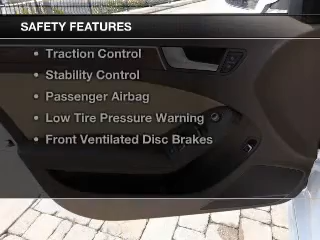 SAFETY FEATURES
• Traction Control
• Stability Control
• Passenger Airbag
• Low Tire Pressure Warning
• Front Ventilated Disc Brakes